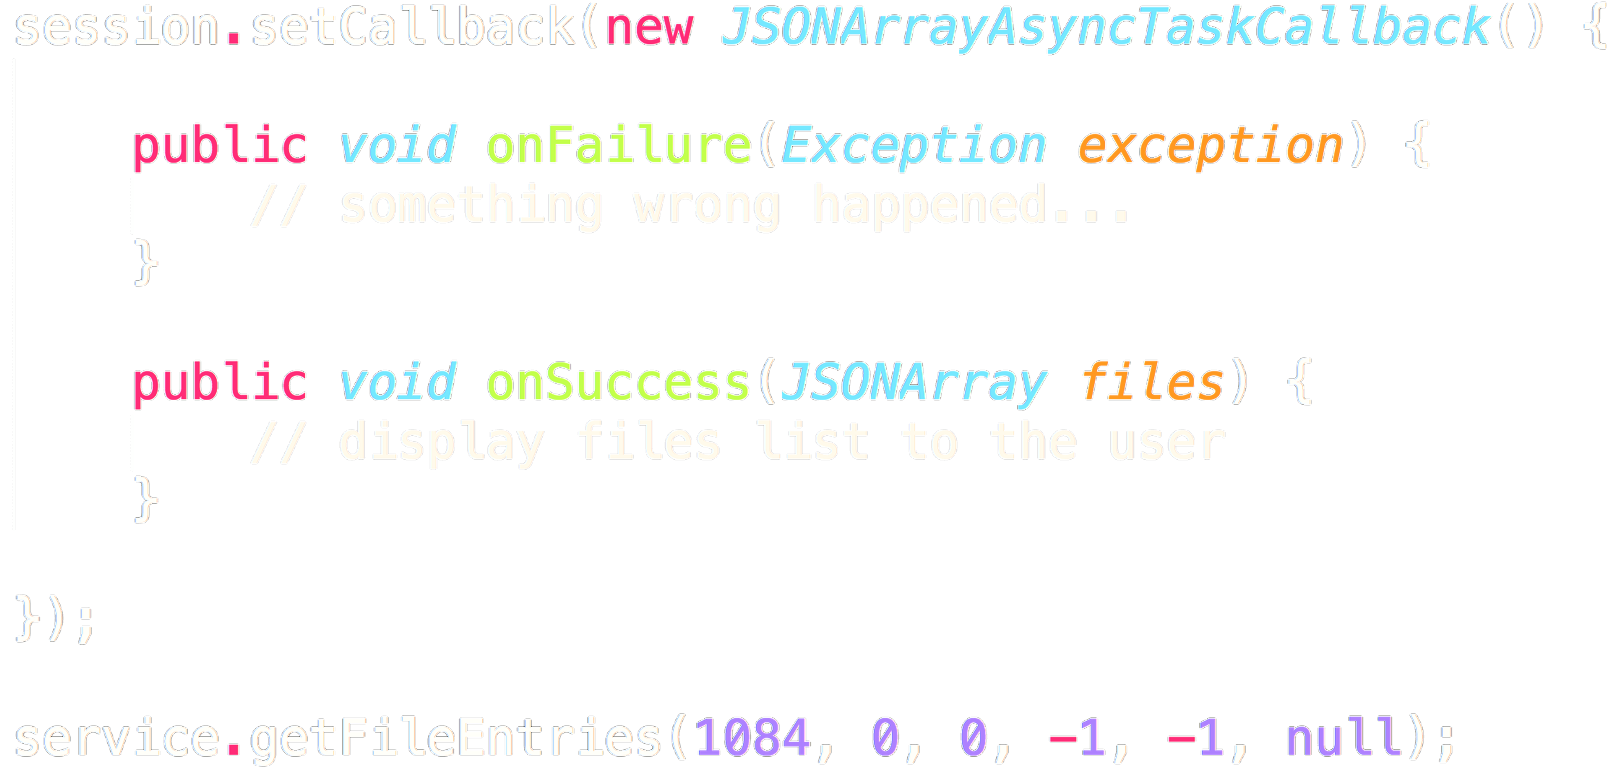 session.setCallback(new JSONArrayAsyncTaskCallback() {
    public void onFailure(Exception exception) {
        // something wrong happened...
    }
    public void onSuccess(JSONArray files) {
        // display files list to the user
    }
});
service.getFileEntries(1084, 0, 0, -1, -1, null);